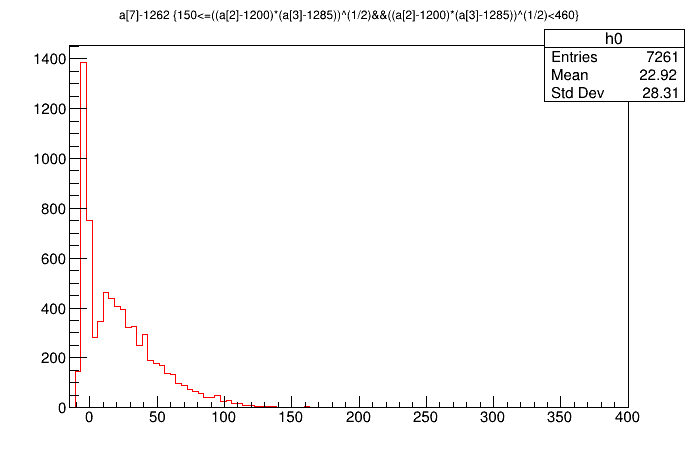 a[7]-1262 {150<=((a[2]-1200)*(a[3]-1285))^(1/2)&&((a[2]-1200)*(a[3]-1285))^(1/2)<460}
h0
Entries 7261
Mean 22.92
Std Dev 28.31
1400
1200
1000
800
600
400
200
0
0 50 100 150 200 250 300 350 400